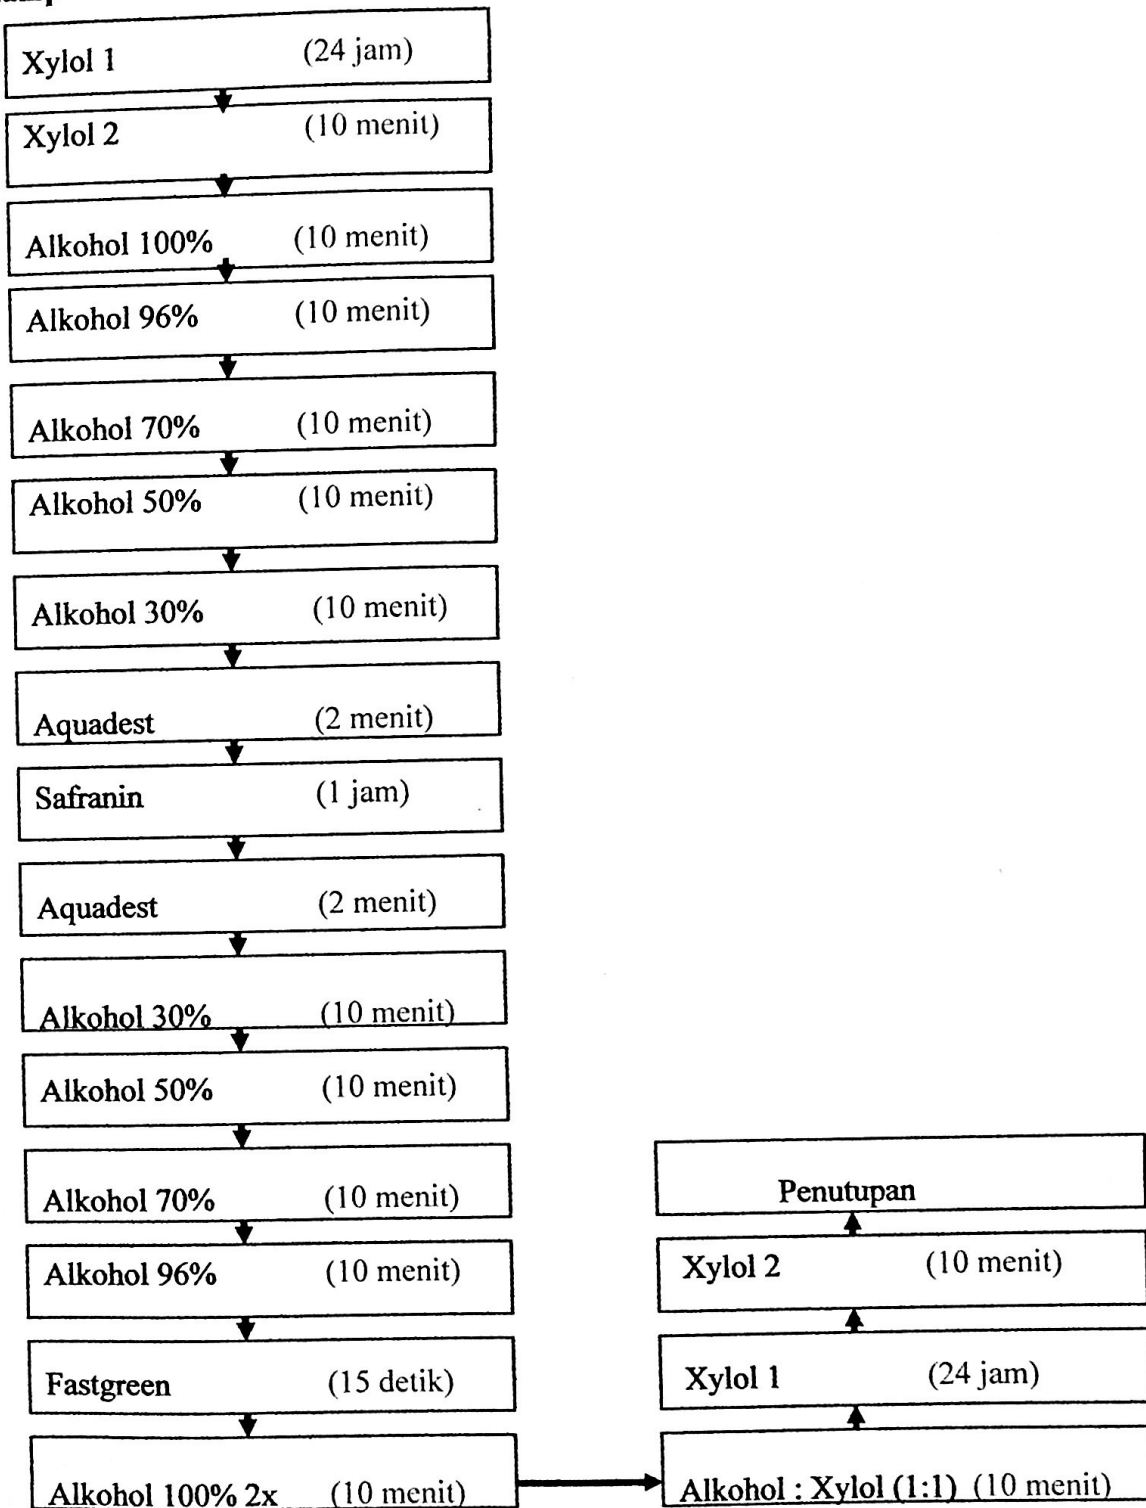 Xylol 1 (24 jam)
Xylol 2 (10 menit)
Alkohol 100% (10 menit)
Alkohol 96% (10 menit)
Alkohol 70% (10 menit)
Alkohol 50% (10 menit)
Alkohol 30% (10 menit)
Aquadest (2 menit)
Safranin (1 jam)
Aquadest (2 menit)
Alkohol 30% (10 menit)
Alkohol 50% (10 menit)
Alkohol 70% (10 menit)
Alkohol 96% (10 menit)
Fastgreen (15 detik)
Alkohol 100% 2x (10 menit)
Alkohol : Xylol (1:1) (10 menit)
Xylol 1 (24 jam)
Xylol 2 (10 menit)
Penutupan